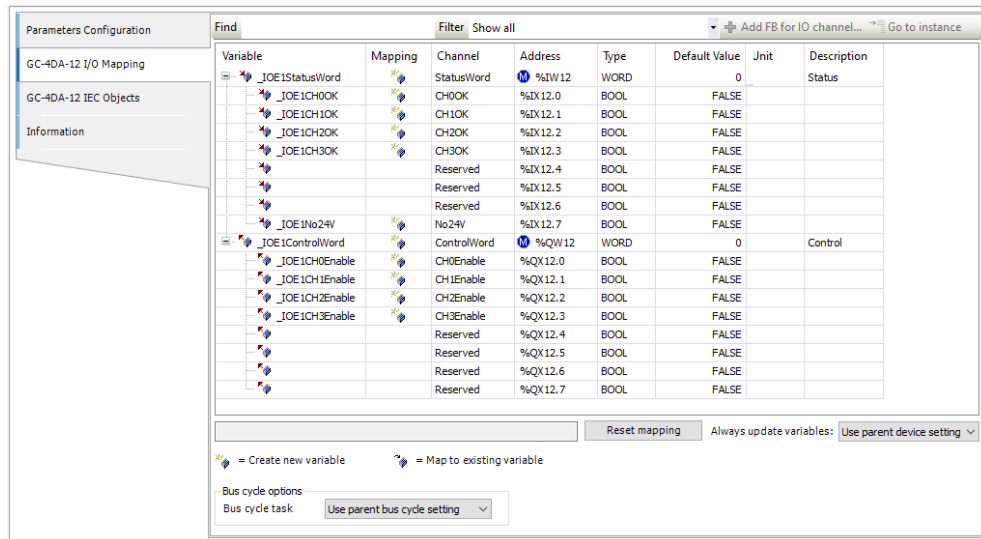 Parameters Configuration
GC-4DA-12 I/O Mapping
GC-4DA-12 IEC Objects
Information
Find Filter Show all Add FB for IO channel... Go to instance
Variable Mapping Channel Address Type Default Value Unit Description
_IOE1StatusWord StatusWord M %IW12 WORD 0 Status
_IOE1CH0OK CH0OK %IX12.0 BOOL FALSE
_IOE1CH1OK CH1OK %IX12.1 BOOL FALSE
_IOE1CH2OK CH2OK %IX12.2 BOOL FALSE
_IOE1CH3OK CH3OK %IX12.3 BOOL FALSE
Reserved %IX12.4 BOOL FALSE
Reserved %IX12.5 BOOL FALSE
Reserved %IX12.6 BOOL FALSE
_IOE1No24V No24V %IX12.7 BOOL FALSE
_IOE1ControlWord ControlWord M %QW12 WORD 0 Control
_IOE1CH0Enable CH0Enable %QX12.0 BOOL FALSE
_IOE1CH1Enable CH1Enable %QX12.1 BOOL FALSE
_IOE1CH2Enable CH2Enable %QX12.2 BOOL FALSE
_IOE1CH3Enable CH3Enable %QX12.3 BOOL FALSE
Reserved %QX12.4 BOOL FALSE
Reserved %QX12.5 BOOL FALSE
Reserved %QX12.6 BOOL FALSE
Reserved %QX12.7 BOOL FALSE
Reset mapping Always update variables: Use parent device setting
= Create new variable = Map to existing variable
Bus cycle options
Bus cycle task Use parent bus cycle setting